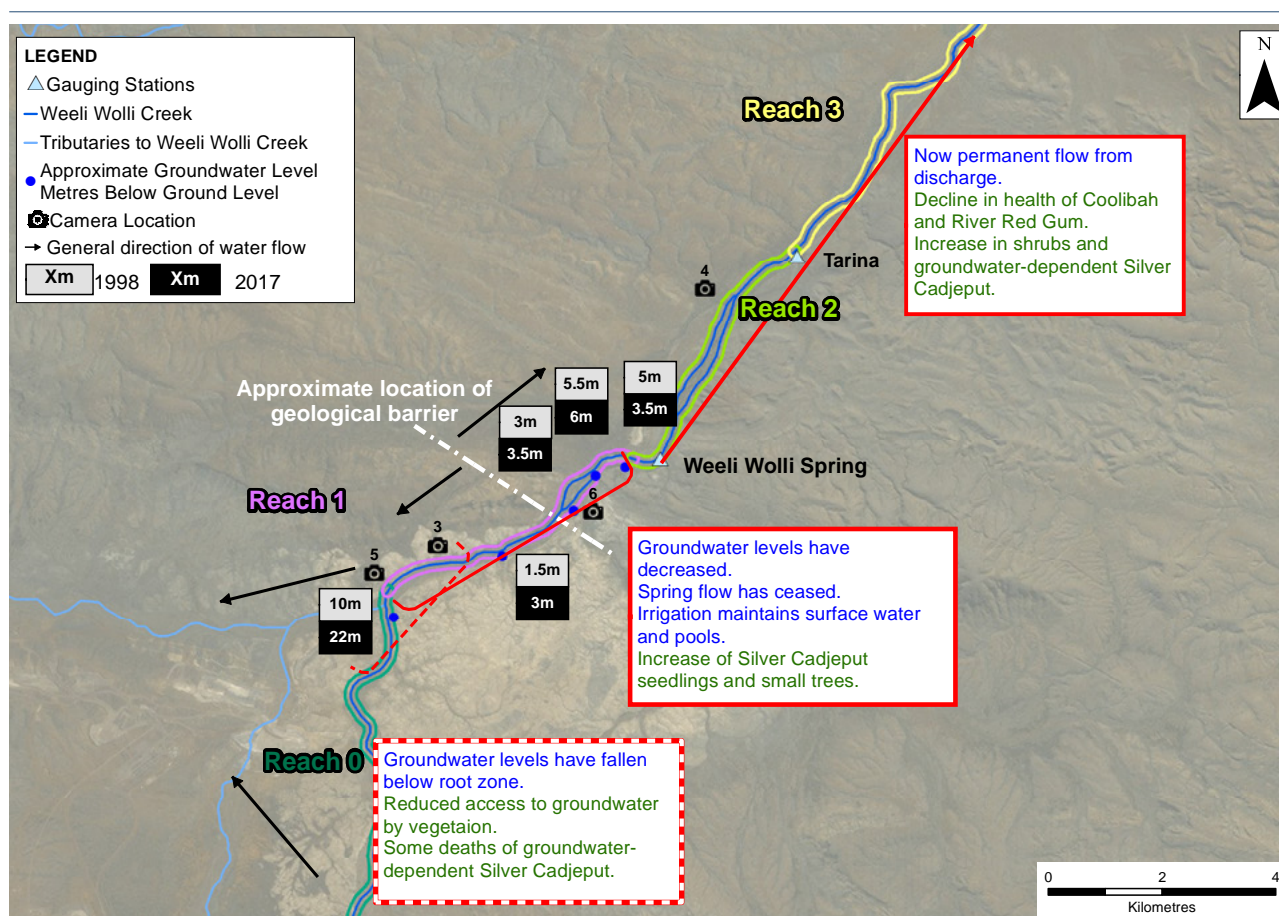 LEGEND
Gauging Stations
Weeli Wolli Creek
Tributaries to Weeli Wolli Creek
Approximate Groundwater Level
Metres Below Ground Level
Camera Location
General direction of water flow
Xm 1998 Xm 2017
N
Reach 3
Now permanent flow from
discharge.
Decline in health of Coolibah
and River Red Gum.
Increase in shrubs and
groundwater-dependent Silver
Cadjeput.
Tarina
4
Reach 2
Approximate location of
geological barrier
5.5m
6m
5m
3.5m
3m
3.5m
Weeli Wolli Spring
Reach 1
6
3
5
10m
22m
1.5m
3m
Groundwater levels have
decreased.
Spring flow has ceased.
Irrigation maintains surface water
and pools.
Increase of Silver Cadjeput
seedlings and small trees.
Reach 0
Groundwater levels have fallen
below root zone.
Reduced access to groundwater
by vegetaion.
Some deaths of groundwater-
dependent Silver Cadjeput.
0 2 4
Kilometres